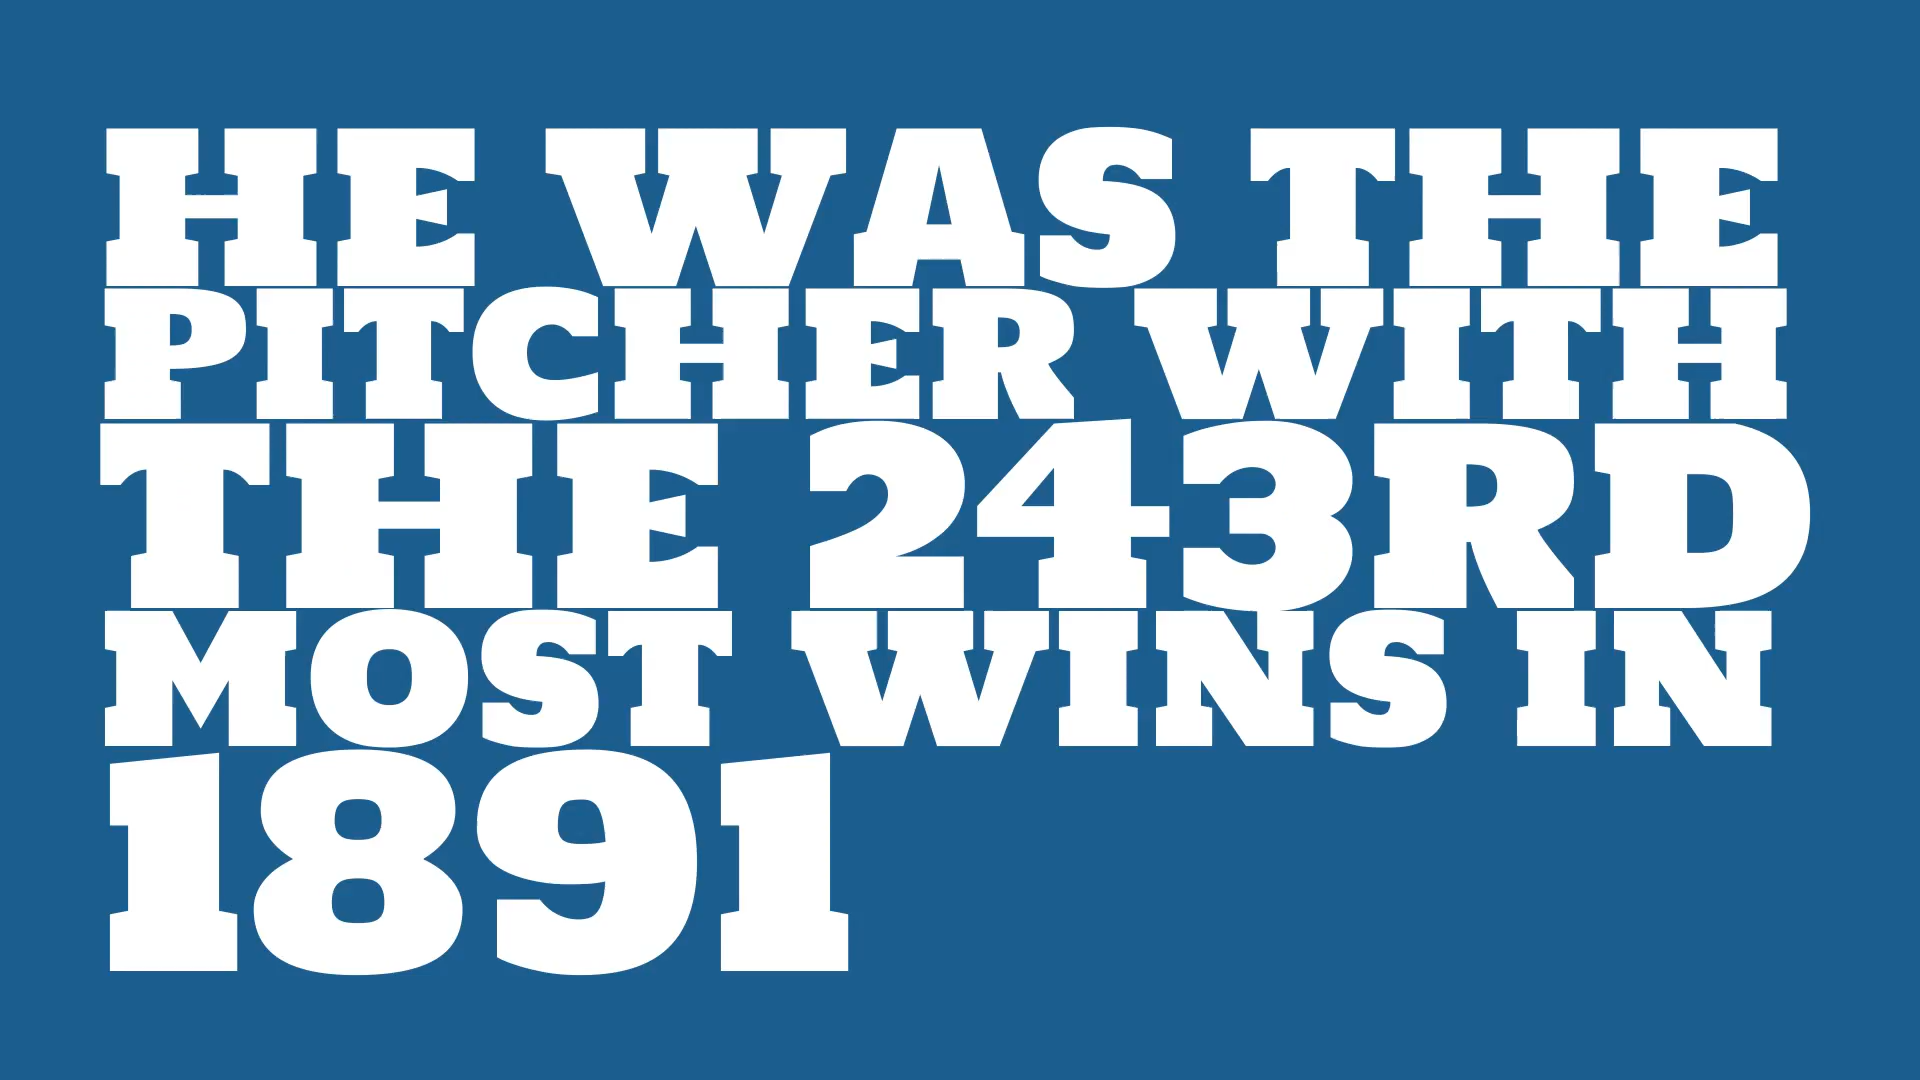 HE WAS THE
PITCHER WITH
THE 243RD
MOST WINS IN
1891